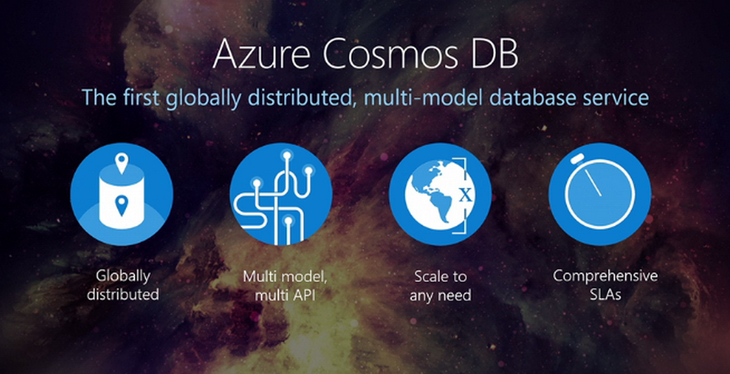 Azure Cosmos DB
The first globally distributed, multi-model database service
X
Globally
distributed
Multi model,
multi API
Scale to
any need
Comprehensive
SLAs